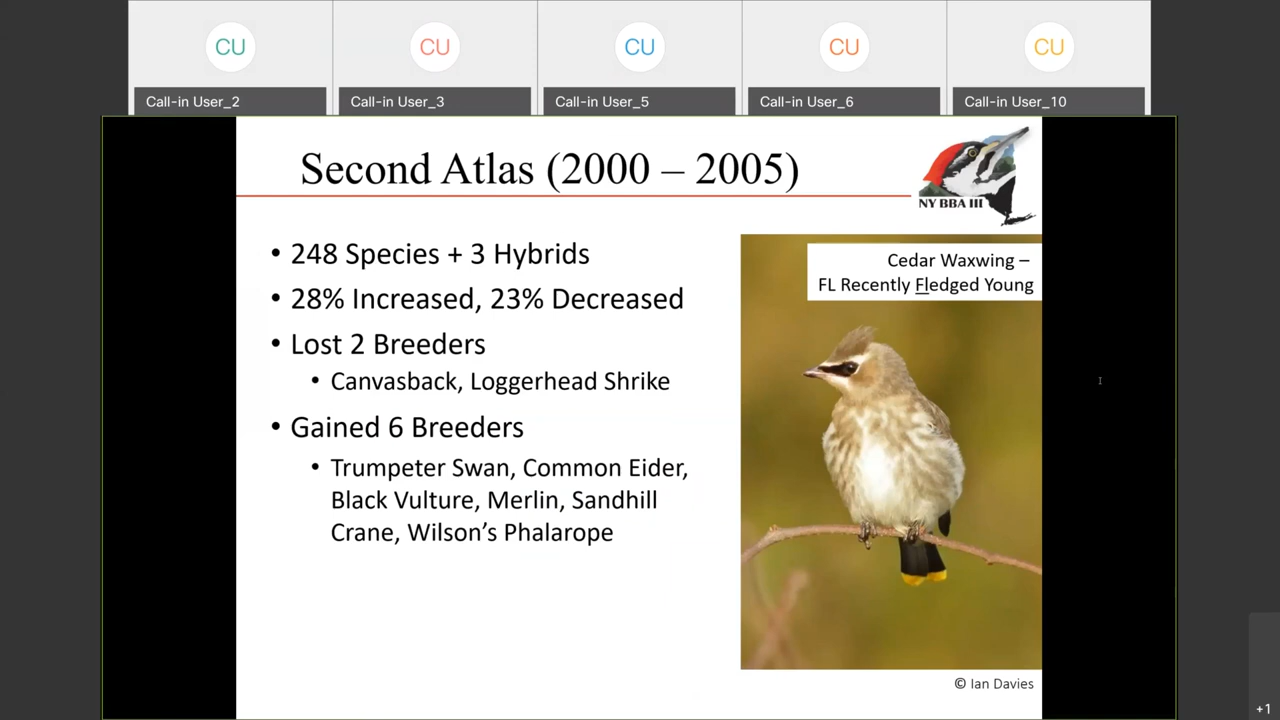 CU
CU
CU
CU
CU
Call-in User_2
Call-in User_3
Call-in User_5
Call-in User_6
Call-in User_10
Second Atlas (2000 – 2005)
NY BBA III
• 248 Species + 3 Hybrids
• 28% Increased, 23% Decreased
• Lost 2 Breeders
• Canvasback, Loggerhead Shrike
• Gained 6 Breeders
• Trumpeter Swan, Common Eider,
Black Vulture, Merlin, Sandhill
Crane, Wilson’s Phalarope
Cedar Waxwing –
FL Recently Fledged Young
© Ian Davies
+1